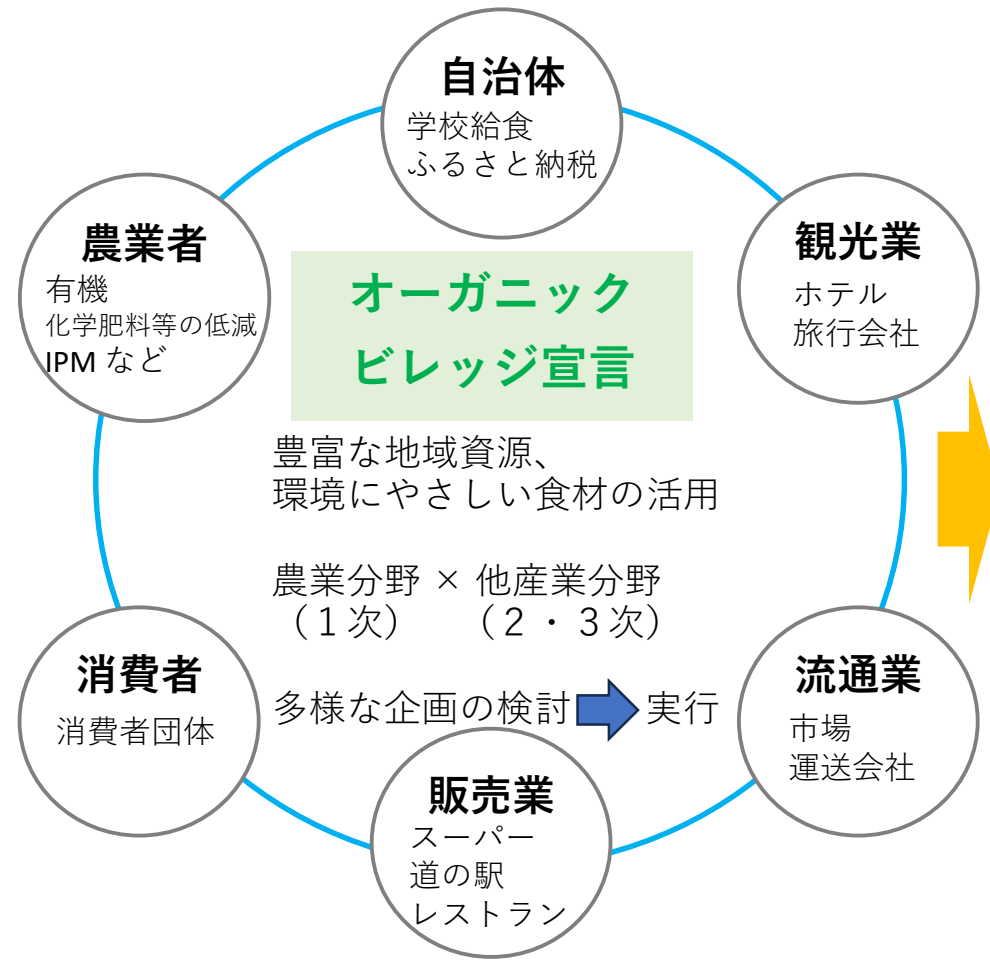 自治体
学校給食
ふるさと納税
農業者
有機
化学肥料等の低減
IPM など
観光業
ホテル
旅行会社
オーガニック
ビレッジ宣言
豊富な地域資源、
環境にやさしい食材の活用
農業分野 × 他産業分野
（１次） （２・３次）
多様な企画の検討 実行
消費者
消費者団体
流通業
市場
運送会社
販売業
スーパー
道の駅
レストラン